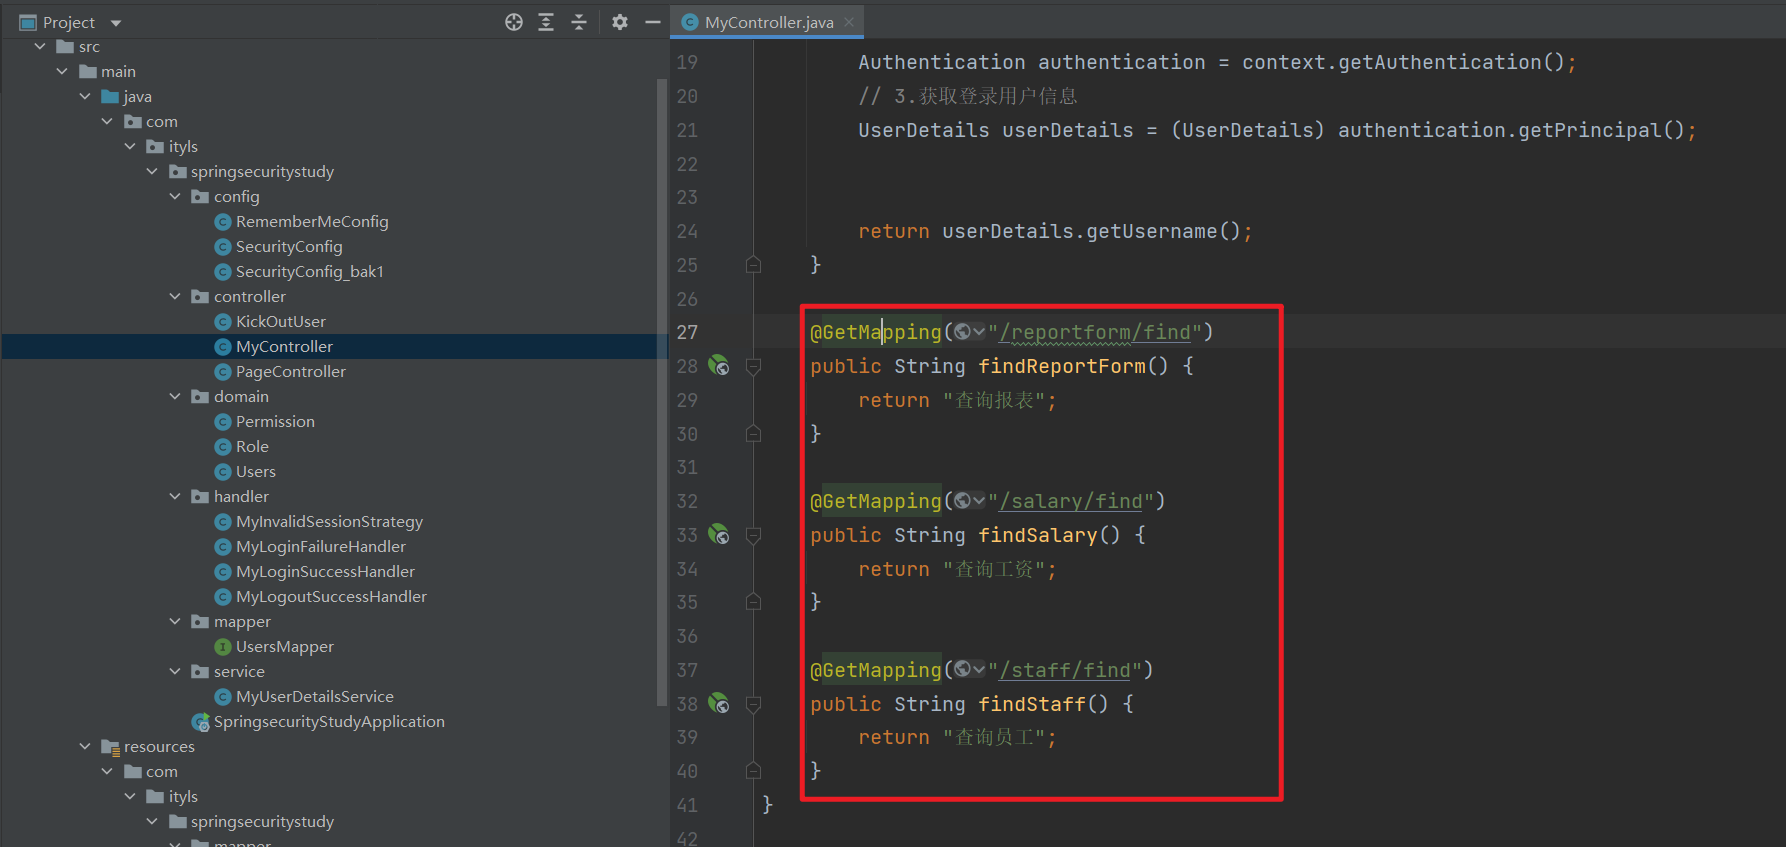 Project
src
main
java
com
ityls
springsecuritystudy
config
RememberMeConfig
SecurityConfig
SecurityConfig_bak1
controller
KickOutUser
MyController
PageController
domain
Permission
Role
Users
handler
MyInvalidSessionStrategy
MyLoginFailureHandler
MyLoginSuccessHandler
MyLogoutSuccessHandler
mapper
UsersMapper
service
MyUserDetailsService
SpringsecurityStudyApplication
resources
com
ityls
springsecuritystudy
mapper
MyController.java
19 Authentication authentication = context.getAuthentication();
20 // 3.获取登录用户信息
21 UserDetails userDetails = (UserDetails) authentication.getPrincipal();
22
23
24 return userDetails.getUsername();
25 }
26
27 @GetMapping("/reportform/find")
28 public String findReportForm() {
29 return "查询报表";
30 }
31
32 @GetMapping("/salary/find")
33 public String findSalary() {
34 return "查询工资";
35 }
36
37 @GetMapping("/staff/find")
38 public String findStaff() {
39 return "查询员工";
40 }
41 }
42